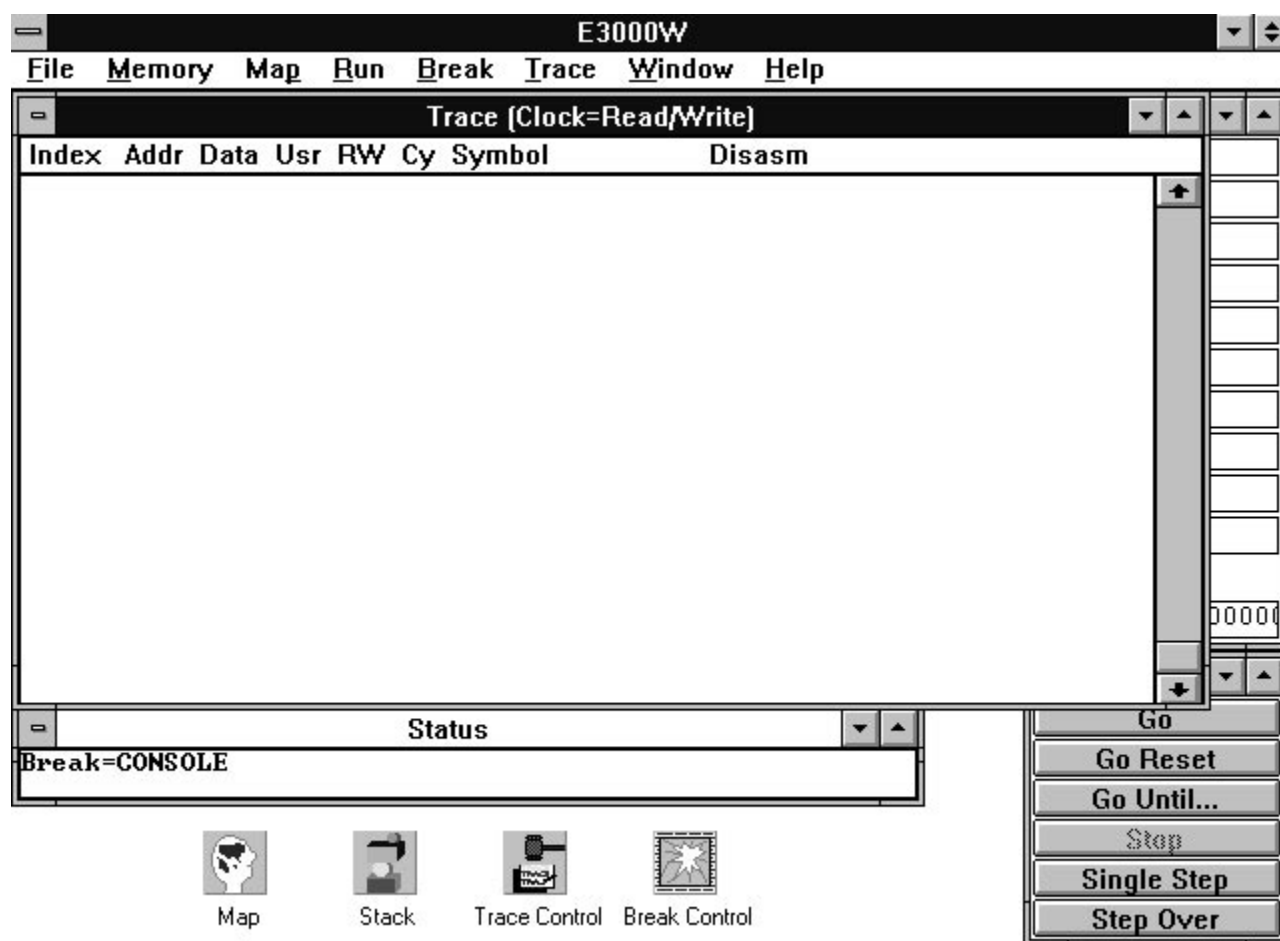 E3000W
File Memory Map Run Break Trace Window Help
Trace (Clock=Read/Write)
Index Addr Data Usr RW Cy Symbol Disasm
Status
Break=CONSOLE
Go
Go Reset
Go Until...
Stop
Single Step
Step Over
Map Stack Trace Control Break Control